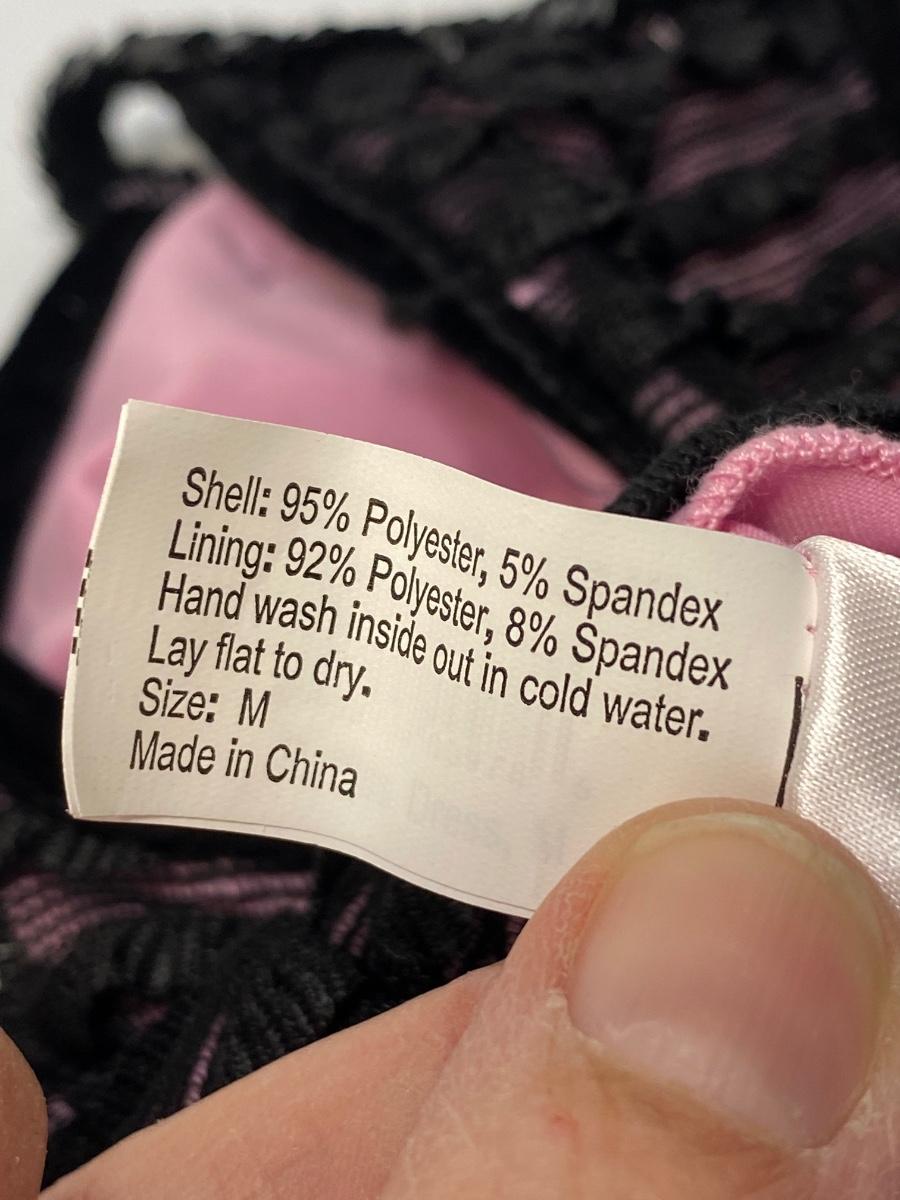 Shell: 95% Polyester, 5% Spandex
Lining: 92% Polyester, 8% Spandex
Hand wash inside out in cold water.
Lay flat to dry.
Size: M
Made in China